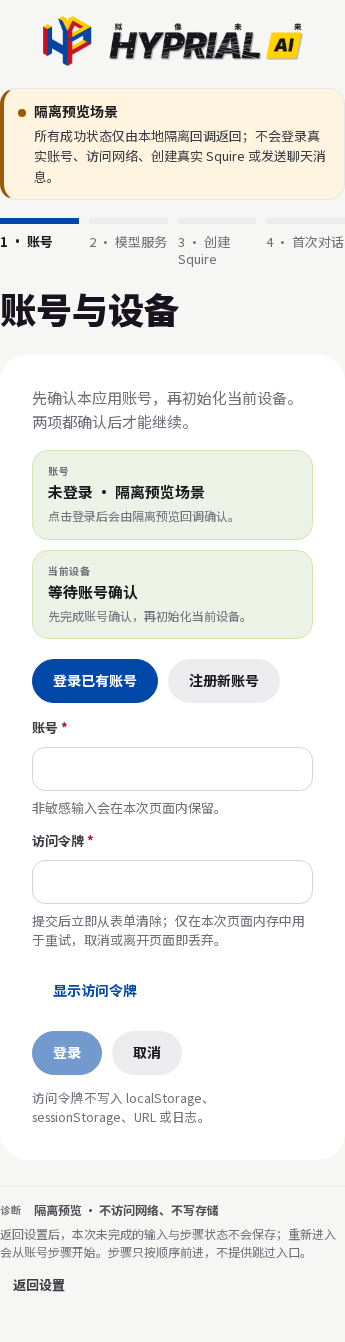 拟像未来
HYPRIAL AI
隔离预览场景
所有成功状态仅由本地隔离回调返回；不会登录真
实账号、访问网络、创建真实 Squire 或发送聊天消
息。
1 · 账号
2 · 模型服务
3 · 创建
Squire
4 · 首次对话
账号与设备
先确认本应用账号，再初始化当前设备。
两项都确认后才能继续。
账号
未登录 · 隔离预览场景
点击登录后会由隔离预览回调确认。
当前设备
等待账号确认
先完成账号确认，再初始化当前设备。
登录已有账号
注册新账号
账号 *
非敏感输入会在本次页面内保留。
访问令牌 *
提交后立即从表单清除；仅在本次页面内存中用
于重试，取消或离开页面即丢弃。
显示访问令牌
登录
取消
访问令牌不写入 localStorage、
sessionStorage、URL 或日志。
诊断 隔离预览 · 不访问网络、不写存储
返回设置后，本次未完成的输入与步骤状态不会保存；重新进入
会从账号步骤开始。步骤只按顺序前进，不提供跳过入口。
返回设置